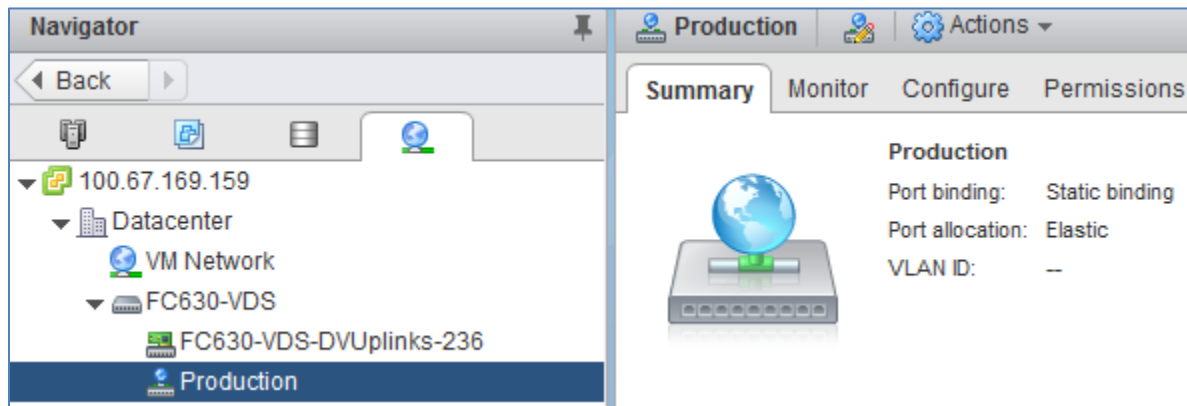 Navigator
Back
100.67.169.159
Datacenter
VM Network
FC630-VDS
FC630-VDS-DVUplinks-236
Production
Production Actions
Summary Monitor Configure Permissions
Production
Port binding: Static binding
Port allocation: Elastic
VLAN ID: --